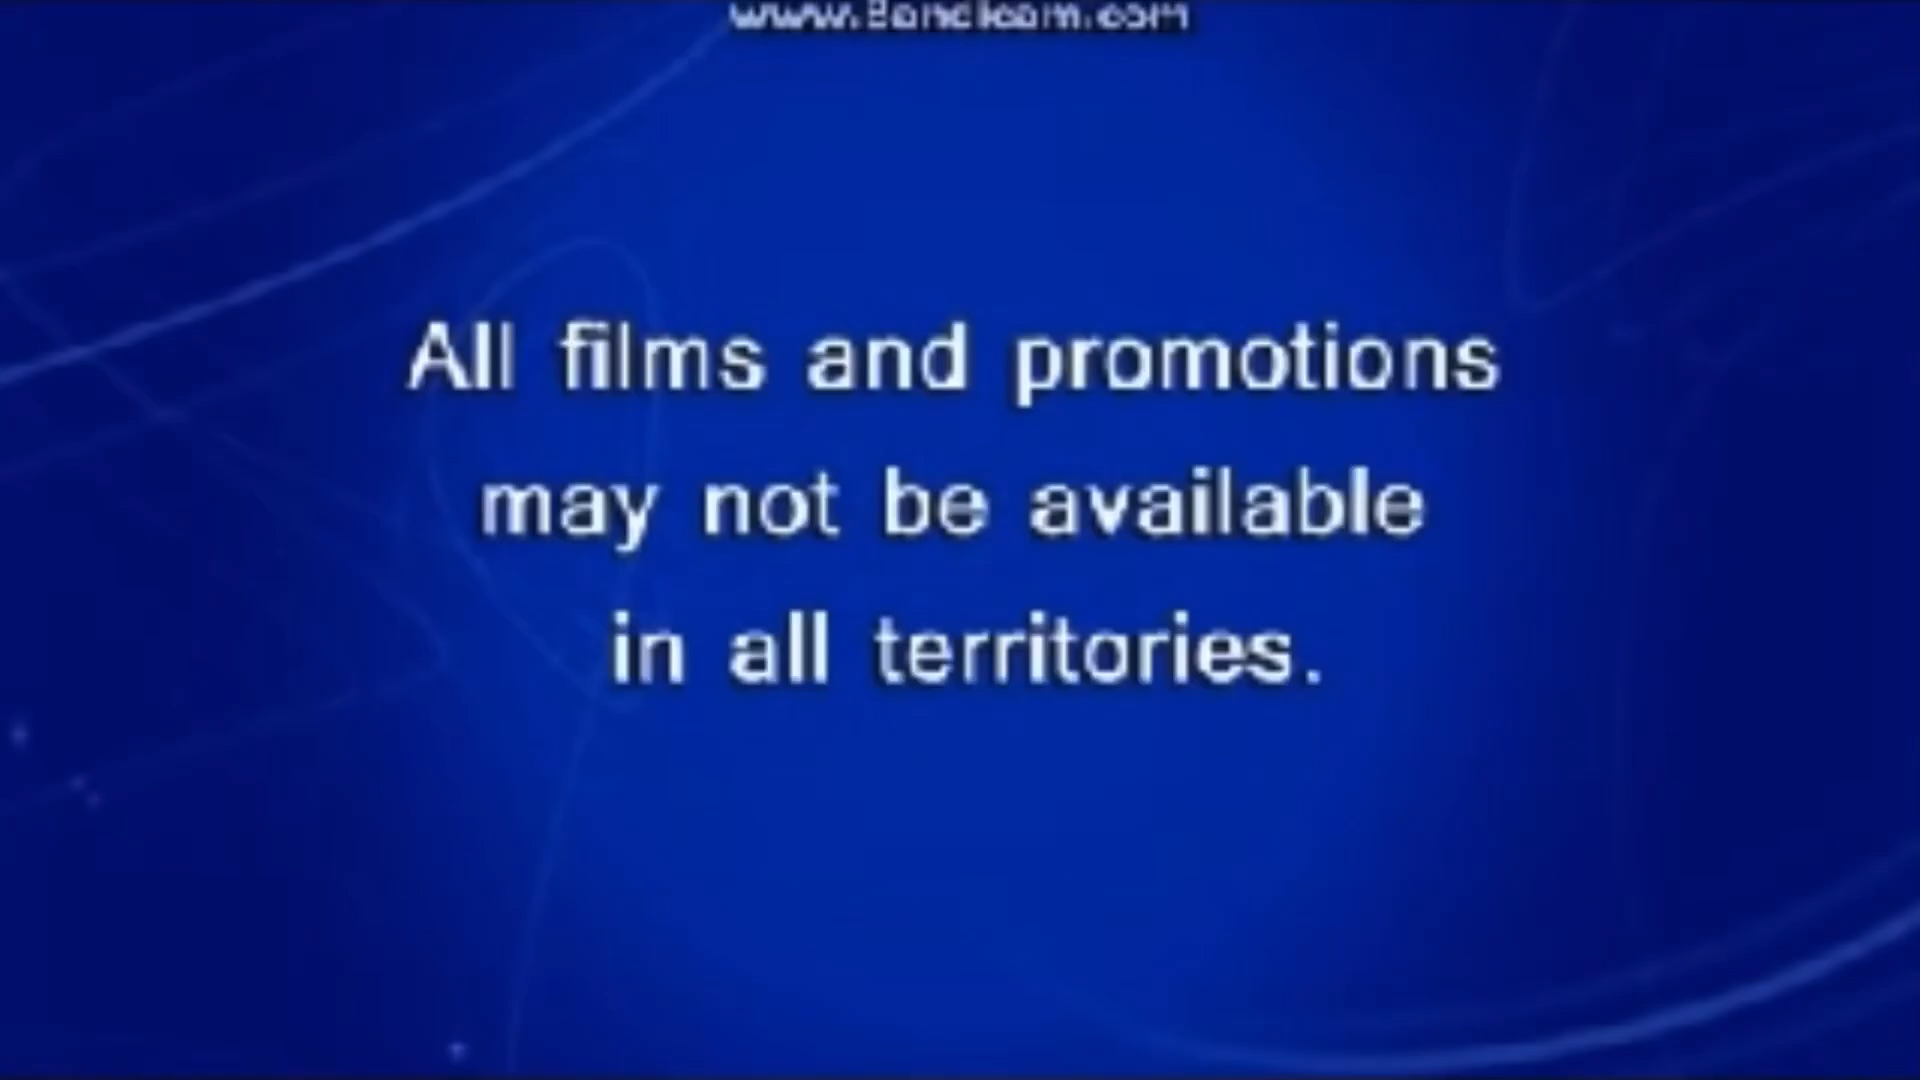 www.Bandicam.com
All films and promotions
may not be available
in all territories.